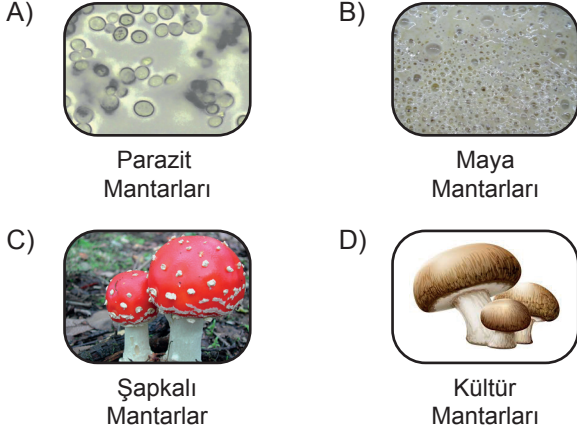 A)
Parazit
Mantarları
B)
Maya
Mantarları
C)
Şapkalı
Mantarlar
D)
Kültür
Mantarları